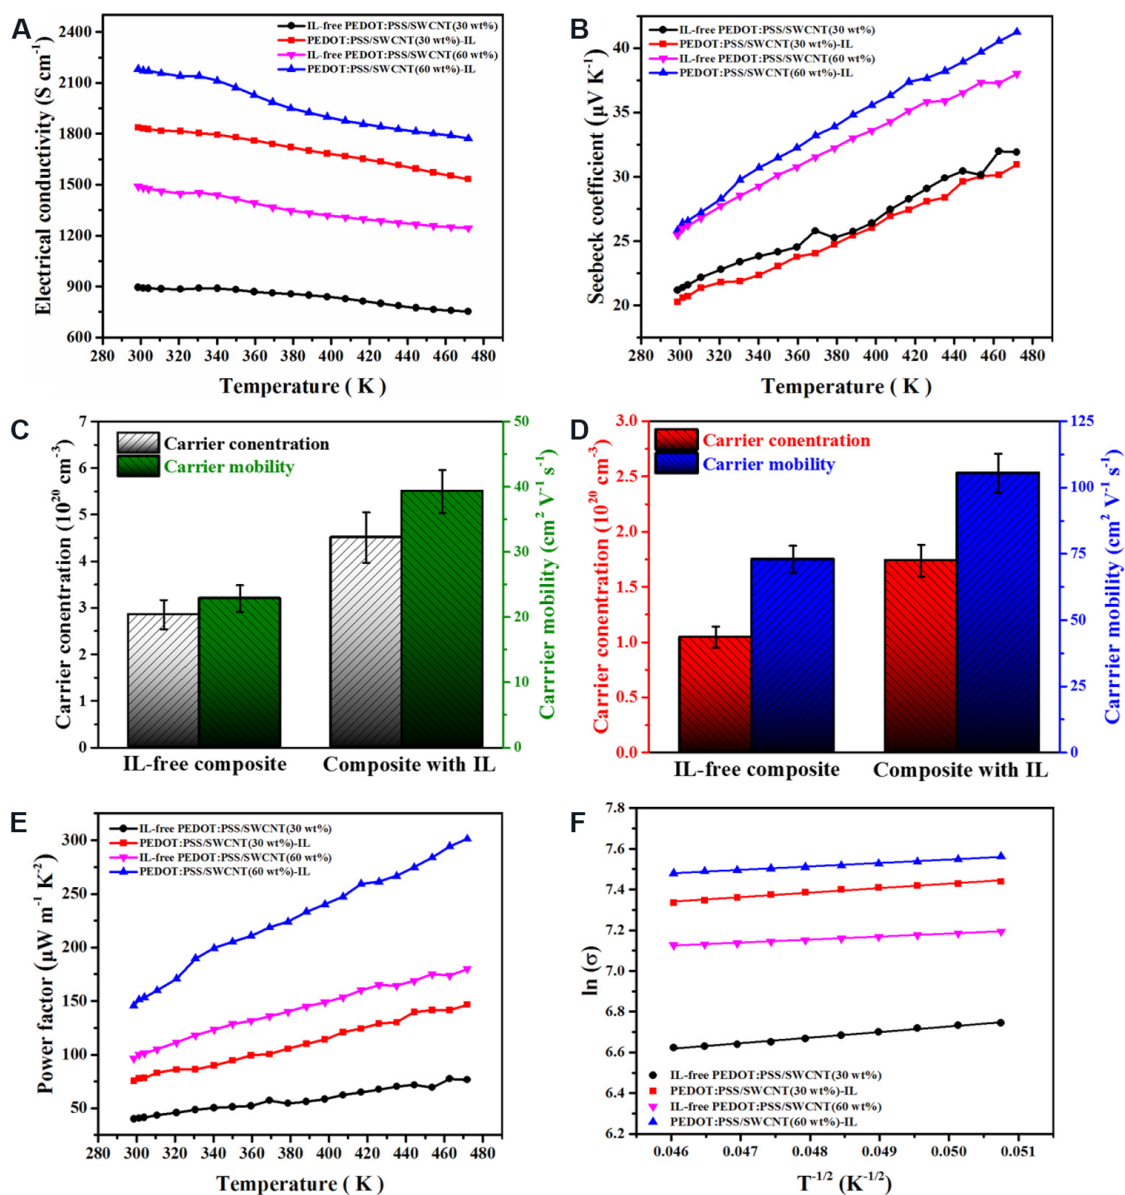 A
2400
2100
1800
1500
1200
900
600
Electrical conductivity (S cm⁻¹)
IL-free PEDOT:PSS/SWCNT(30 wt%)
PEDOT:PSS/SWCNT(30 wt%)-IL
IL-free PEDOT:PSS/SWCNT(60 wt%)
PEDOT:PSS/SWCNT(60 wt%)-IL
280 300 320 340 360 380 400 420 440 460 480
Temperature ( K )
B
40
35
30
25
20
Seebeck coefficient (μV K⁻¹)
IL-free PEDOT:PSS/SWCNT(30 wt%)
PEDOT:PSS/SWCNT(30 wt%)-IL
IL-free PEDOT:PSS/SWCNT(60 wt%)
PEDOT:PSS/SWCNT(60 wt%)-IL
280 300 320 340 360 380 400 420 440 460 480
Temperature ( K )
C
7
6
5
4
3
2
1
0
Carrier conentration (10²⁰ cm⁻³)
Carrier conentration
Carrier mobility
50
40
30
20
10
0
Carrrier mobility (cm² V⁻¹ s⁻¹)
IL-free composite
Composite with IL
D
3.0
2.5
2.0
1.5
1.0
0.5
0.0
Carrier conentration (10²⁰ cm⁻³)
Carrier conentration
Carrier mobility
125
100
75
50
25
0
Carrrier mobility (cm² V⁻¹ s⁻¹)
IL-free composite
Composite with IL
E
300
250
200
150
100
50
Power factor (μW m⁻¹ K⁻²)
IL-free PEDOT:PSS/SWCNT(30 wt%)
PEDOT:PSS/SWCNT(30 wt%)-IL
IL-free PEDOT:PSS/SWCNT(60 wt%)
PEDOT:PSS/SWCNT(60 wt%)-IL
280 300 320 340 360 380 400 420 440 460 480
Temperature ( K )
F
7.8
7.6
7.4
7.2
7.0
6.8
6.6
6.4
6.2
ln (σ)
IL-free PEDOT:PSS/SWCNT(30 wt%)
PEDOT:PSS/SWCNT(30 wt%)-IL
IL-free PEDOT:PSS/SWCNT(60 wt%)
PEDOT:PSS/SWCNT(60 wt%)-IL
0.046 0.047 0.048 0.049 0.050 0.051
T⁻¹/² (K⁻¹/²)